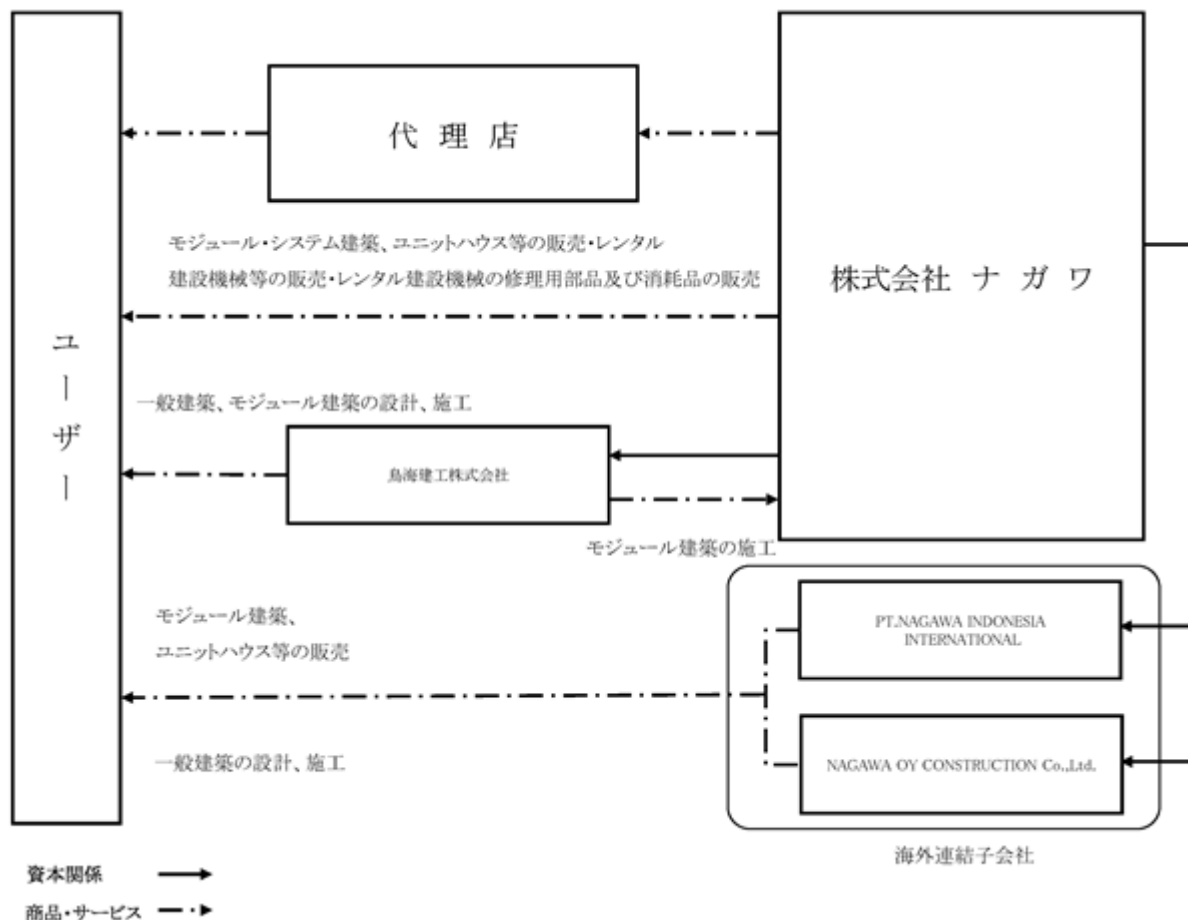 代理店
株式会社 ナガワ
モジュール・システム建築、ユニットハウス等の販売・レンタル
建設機械等の販売・レンタル建設機械の修理用部品及び消耗品の販売
ユーザー
一般建築、モジュール建築の設計、施工
鳥海建工株式会社
モジュール建築の施工
モジュール建築、
ユニットハウス等の販売
PT.NAGAWA INDONESIA
INTERNATIONAL
一般建築の設計、施工
NAGAWA OY CONSTRUCTION Co.,Ltd.
海外連結子会社
資本関係
商品・サービス